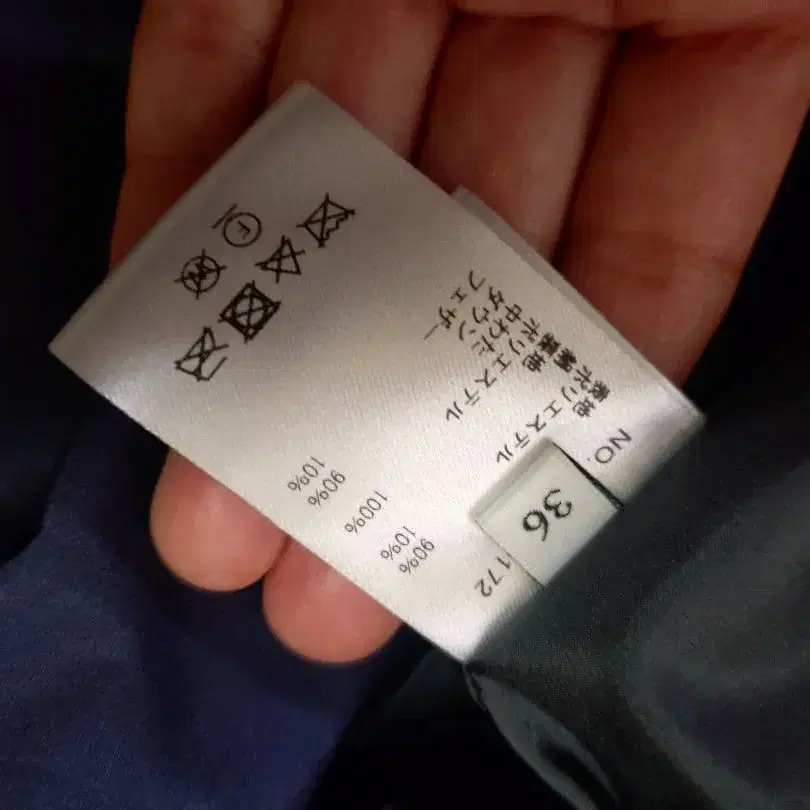 NO. 172
36
表地
ポリエステル 90%
10%
裏地
ポリエステル 100%
中わた
ダウン 90%
フェザー 10%